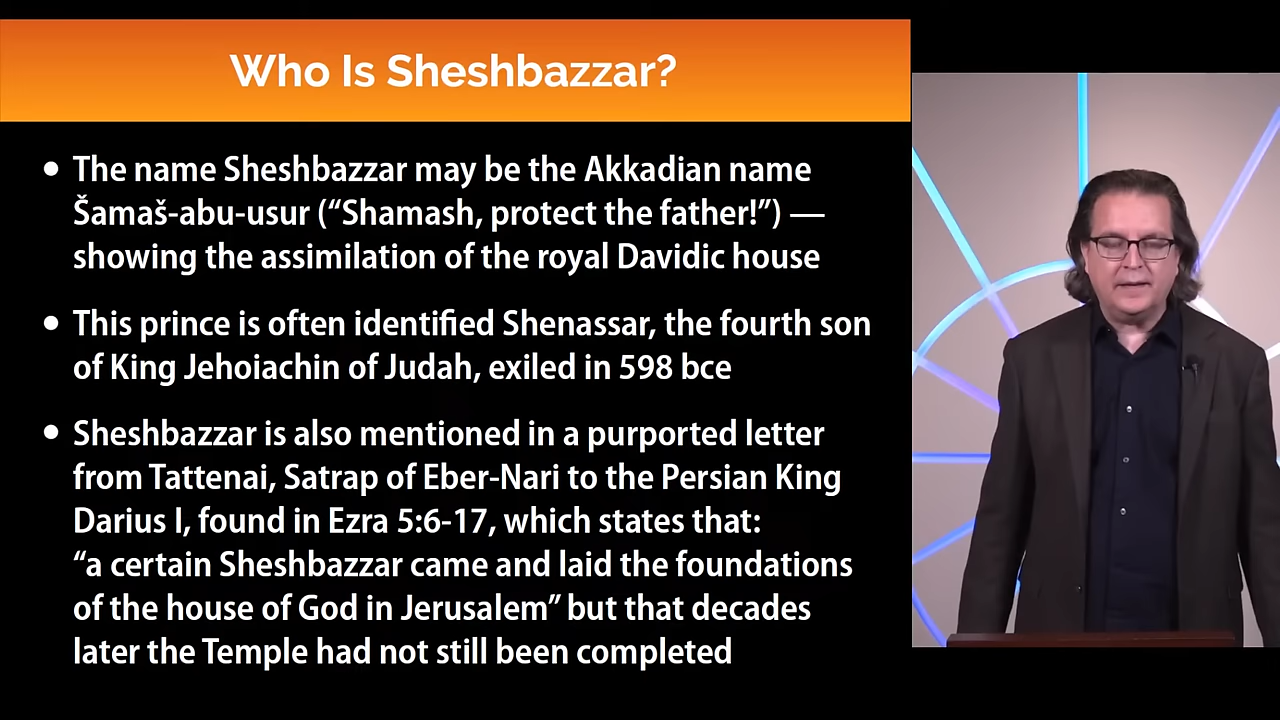 Who Is Sheshbazzar?
• The name Sheshbazzar may be the Akkadian name
Šamaš-abu-usur (“Shamash, protect the father!”) —
showing the assimilation of the royal Davidic house
• This prince is often identified Shenassar, the fourth son
of King Jehoiachin of Judah, exiled in 598 bce
• Sheshbazzar is also mentioned in a purported letter
from Tattenai, Satrap of Eber-Nari to the Persian King
Darius I, found in Ezra 5:6-17, which states that:
“a certain Sheshbazzar came and laid the foundations
of the house of God in Jerusalem” but that decades
later the Temple had not still been completed